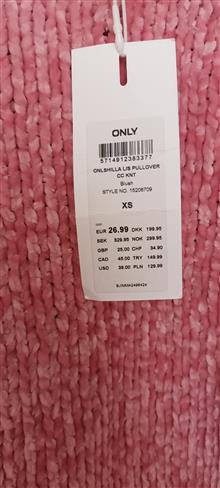 ONLY
5714912383377
ONLSHILLA L/S PULLOVER
CC KNT
Blush
STYLE NO. 15208709
XS
EUR 26.99 DKK 199.95
SEK 329.95 NOK 299.95
GBP 25.00 CHF 34.90
CAD 45.00 TRY 149.99
USD 39.00 PLN 129.99